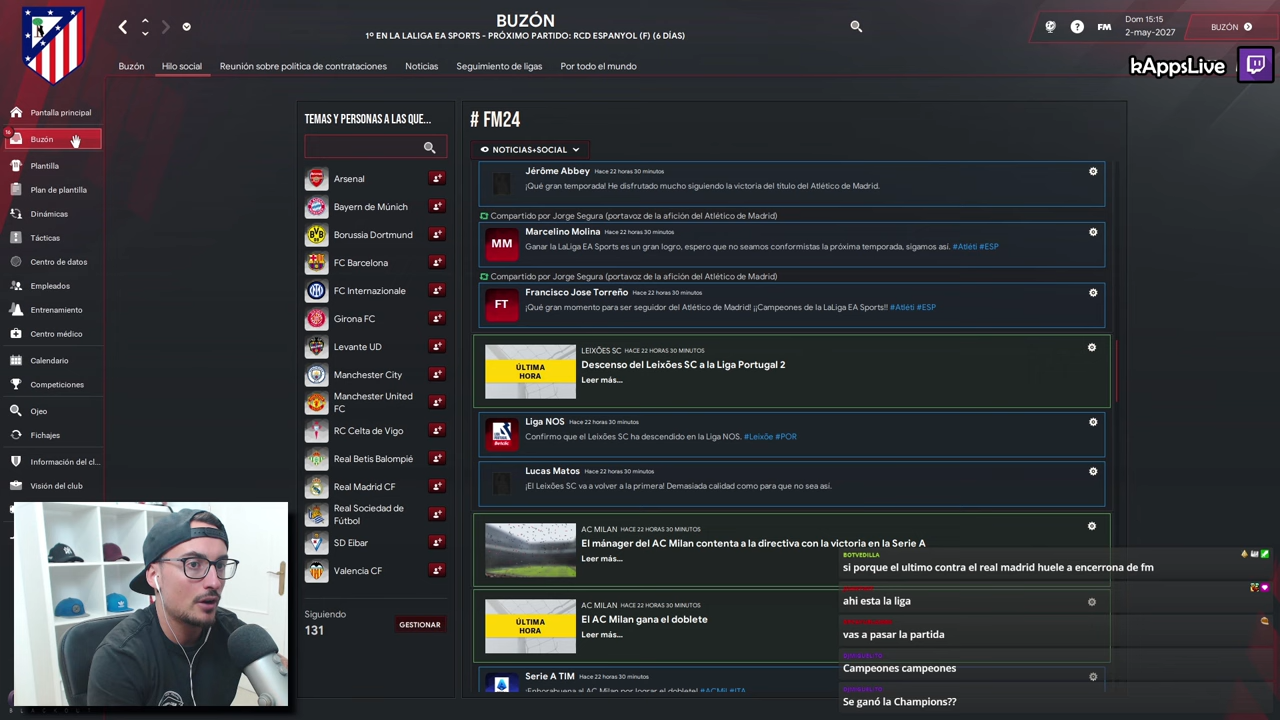 BUZÓN
1º EN LA LALIGA EA SPORTS - PRÓXIMO PARTIDO: RCD ESPANYOL (F) (6 DÍAS)
FM
Dom 15:15
2-may-2027
BUZÓN
Buzón
Hilo social
Reunión sobre política de contrataciones
Noticias
Seguimiento de ligas
Por todo el mundo
kAppsLive
Pantalla principal
16
Buzón
Plantilla
Plan de plantilla
Dinámicas
Tácticas
Centro de datos
Empleados
Entrenamiento
Centro médico
Calendario
Competiciones
Ojeo
Fichajes
Información del cl...
Visión del club
TEMAS Y PERSONAS A LAS QUE...
Arsenal
Bayern de Múnich
Borussia Dortmund
FC Barcelona
FC Internazionale
Girona FC
Levante UD
Manchester City
Manchester United
FC
RC Celta de Vigo
Real Betis Balompié
Real Madrid CF
Real Sociedad de
Fútbol
SD Eibar
Valencia CF
Siguiendo
131
GESTIONAR
# FM24
NOTICIAS+SOCIAL
Jérôme Abbey Hace 22 horas 30 minutos
¡Qué gran temporada! He disfrutado mucho siguiendo la victoria del título del Atlético de Madrid.
Compartido por Jorge Segura (portavoz de la afición del Atlético de Madrid)
MM
Marcelino Molina Hace 22 horas 30 minutos
Ganar la LaLiga EA Sports es un gran logro, espero que no seamos conformistas la próxima temporada, sigamos así. #Atléti #ESP
Compartido por Jorge Segura (portavoz de la afición del Atlético de Madrid)
FT
Francisco Jose Torreño Hace 22 horas 30 minutos
¡Qué gran momento para ser seguidor del Atlético de Madrid! ¡¡Campeones de la LaLiga EA Sports!! #Atléti #ESP
ÚLTIMA
HORA
LEIXÕES SC HACE 22 HORAS 30 MINUTOS
Descenso del Leixões SC a la Liga Portugal 2
Leer más...
Liga NOS Hace 22 horas 30 minutos
Confirmo que el Leixões SC ha descendido en la Liga NOS. #Leixõe #POR
Lucas Matos Hace 22 horas 30 minutos
¡El Leixões SC va a volver a la primera! Demasiada calidad como para que no sea así.
AC MILAN HACE 22 HORAS 30 MINUTOS
El mánager del AC Milan contenta a la directiva con la victoria en la Serie A
Leer más...
ÚLTIMA
HORA
AC MILAN HACE 22 HORAS 30 MINUTOS
El AC Milan gana el doblete
Leer más...
Serie A TIM Hace 22 horas 30 minutos
¡Enhorabuena al AC Milan por lograr el doblete! #ACMil #ITA
BOTVEDILLA
si porque el ultimo contra el real madrid huele a encerrona de fm
ahi esta la liga
vas a pasar la partida
Campeones campeones
Se ganó la Champions??